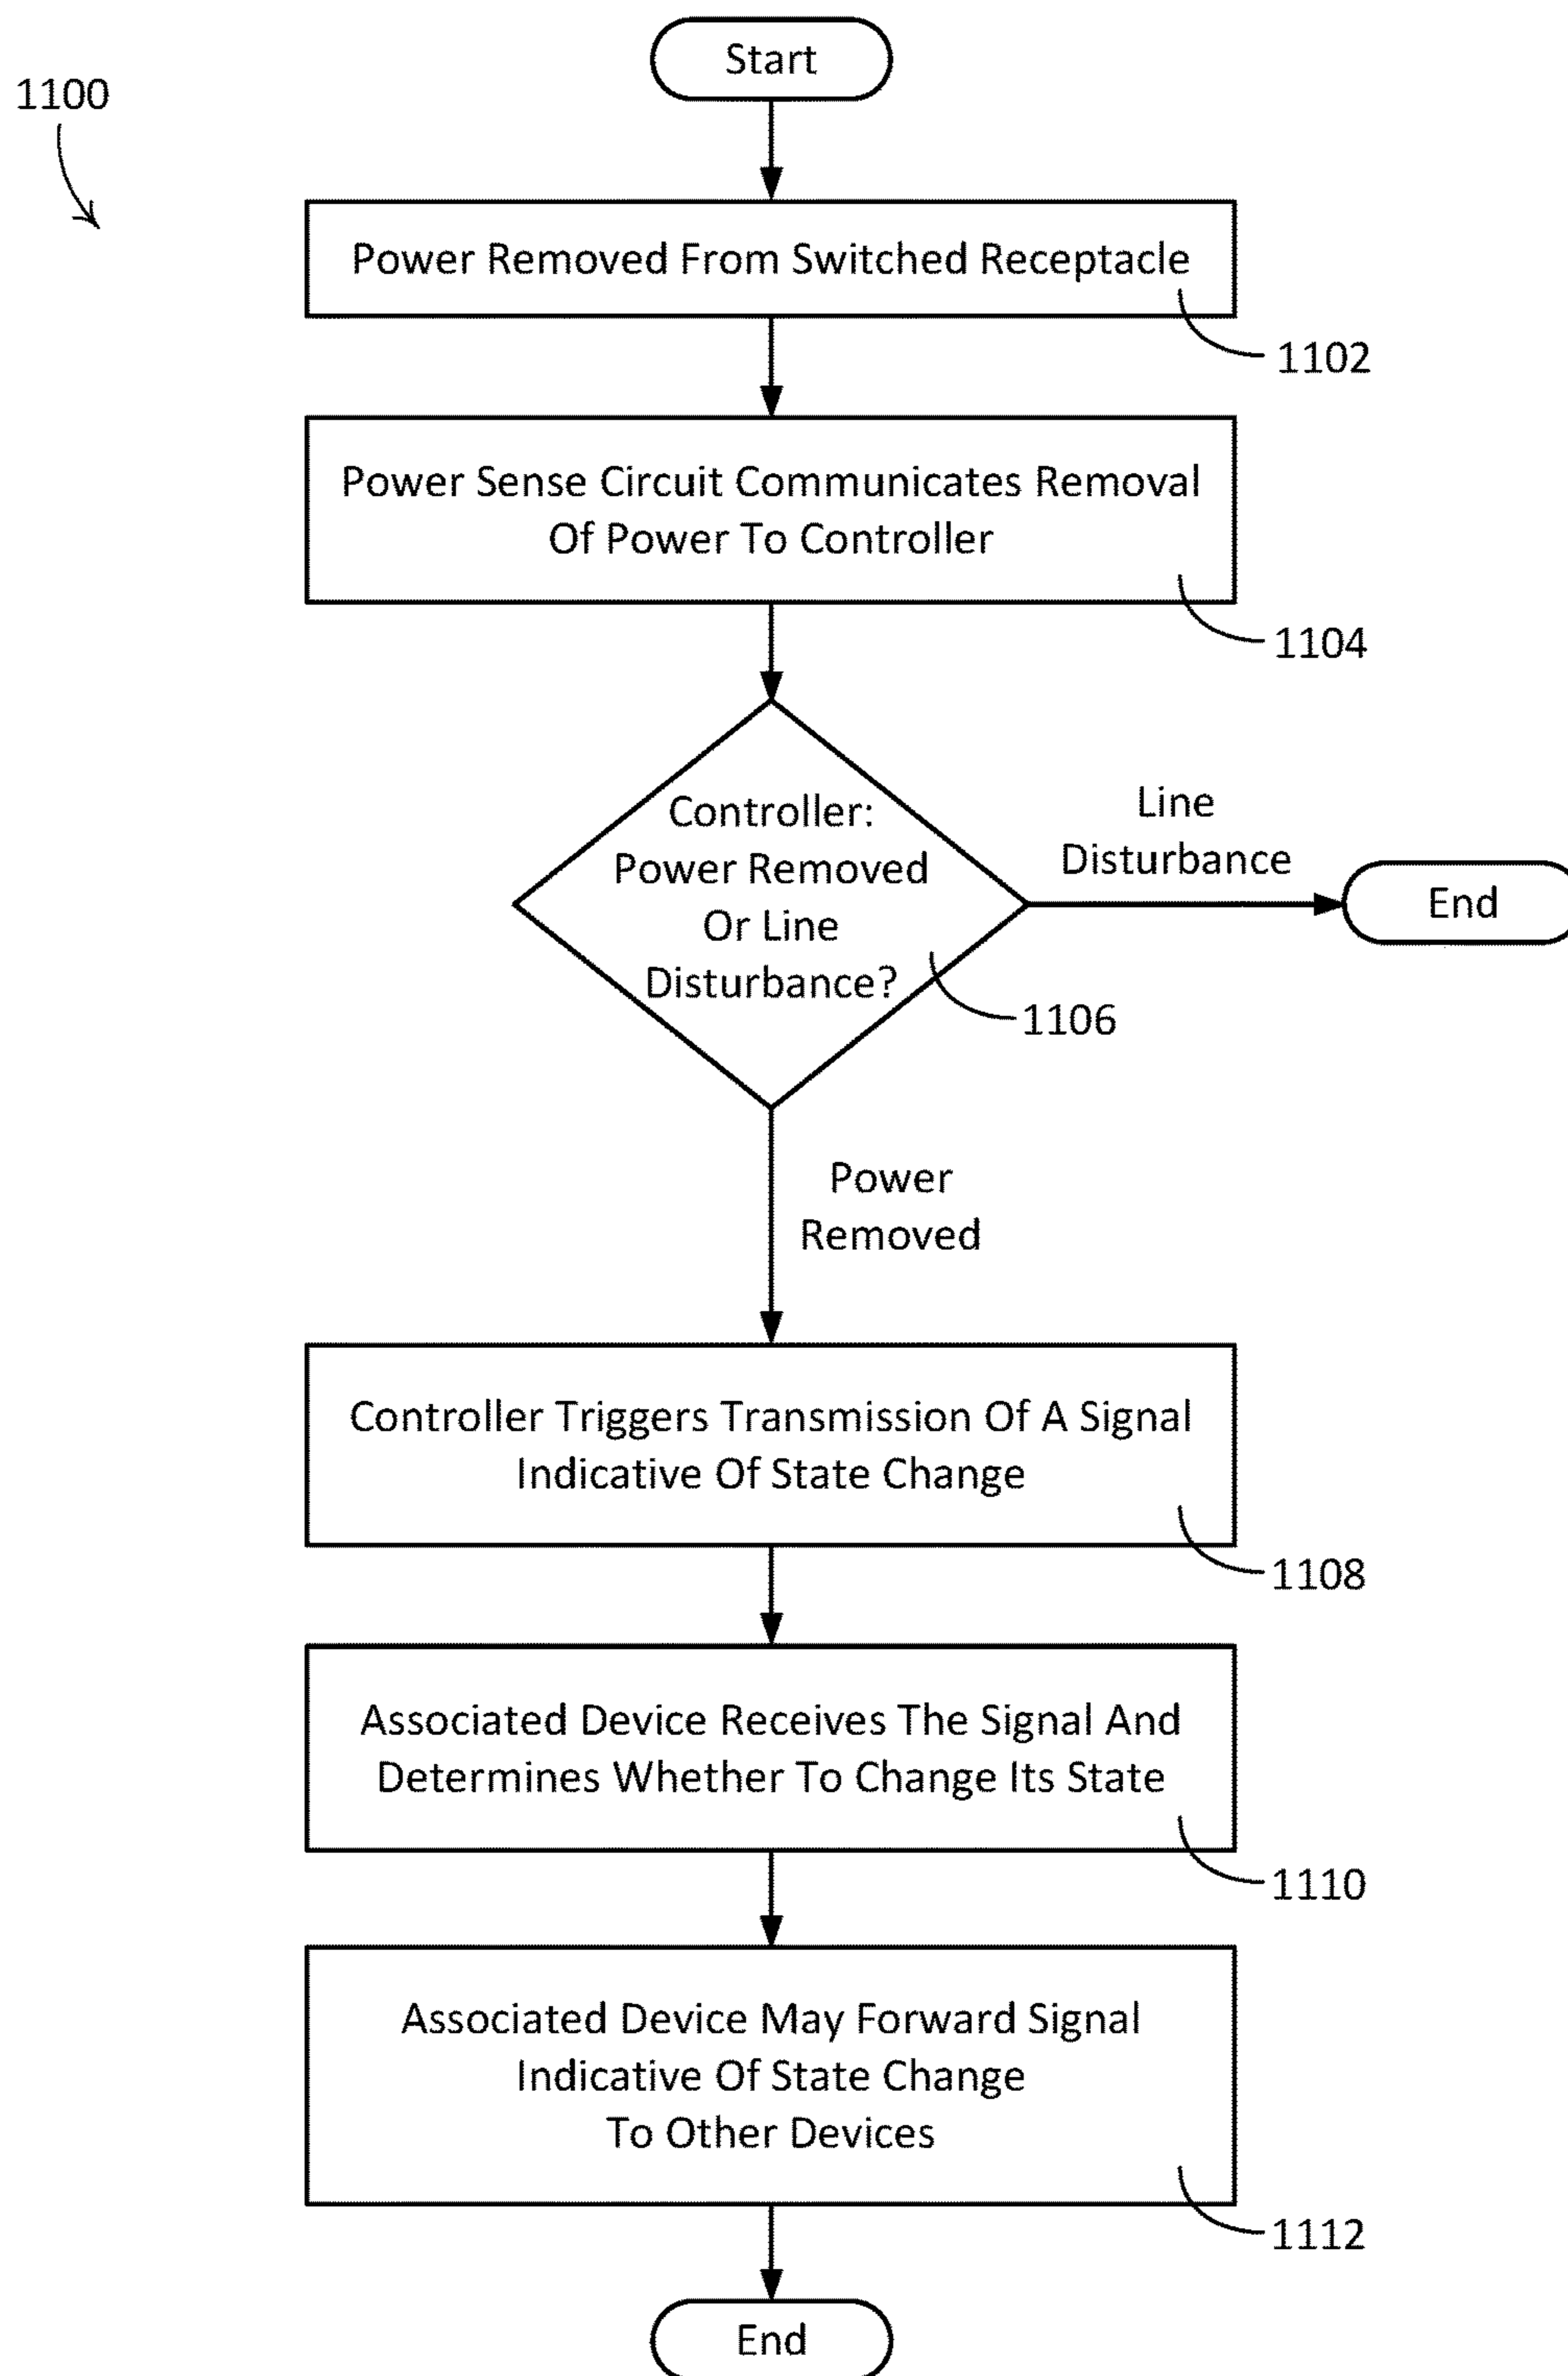 Start
1100
Power Removed From Switched Receptacle
1102
Power Sense Circuit Communicates Removal
Of Power To Controller
1104
Controller:
Power Removed
Or Line
Disturbance?
1106
Line
Disturbance
End
Power
Removed
Controller Triggers Transmission Of A Signal
Indicative Of State Change
1108
Associated Device Receives The Signal And
Determines Whether To Change Its State
1110
Associated Device May Forward Signal
Indicative Of State Change
To Other Devices
1112
End